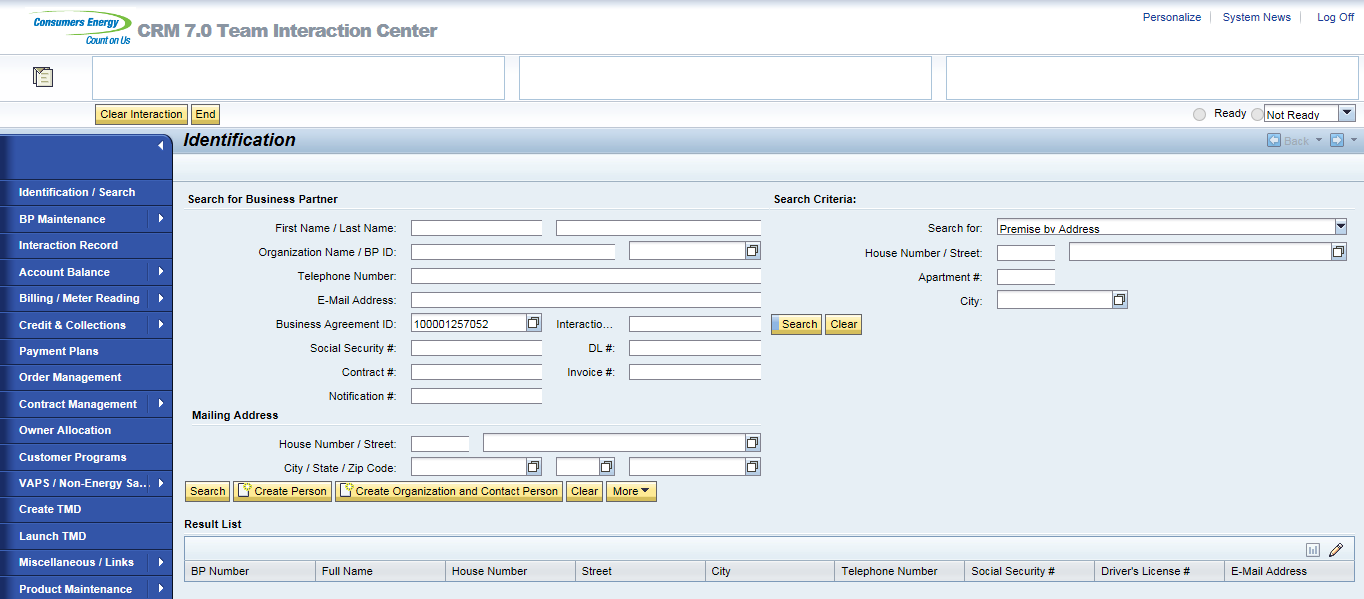 Consumers Energy
Count on Us
CRM 7.0 Team Interaction Center
Personalize
System News
Log Off
Clear Interaction
End
Ready
Not Ready
Identification
Back
Identification / Search
BP Maintenance
Interaction Record
Account Balance
Billing / Meter Reading
Credit & Collections
Payment Plans
Order Management
Contract Management
Owner Allocation
Customer Programs
VAPS / Non-Energy Sa...
Create TMD
Launch TMD
Miscellaneous / Links
Product Maintenance
Search for Business Partner
First Name / Last Name:
Organization Name / BP ID:
Telephone Number:
E-Mail Address:
Business Agreement ID: 100001257052 Interactio...
Social Security #: DL #:
Contract #: Invoice #:
Notification #:
Mailing Address
House Number / Street:
City / State / Zip Code:
Search Create Person Create Organization and Contact Person Clear More
Search Criteria:
Search for: Premise by Address
House Number / Street:
Apartment #:
City:
Search Clear
Result List
BP Number Full Name House Number Street City Telephone Number Social Security # Driver's License # E-Mail Address